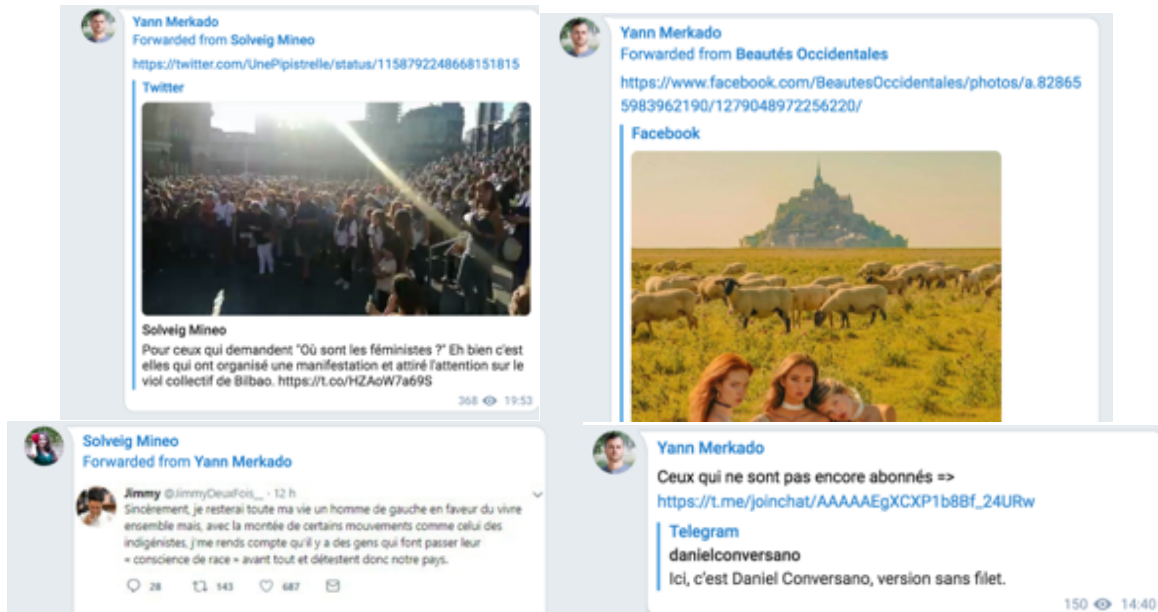 Yann Merkado
Forwarded from Solveig Mineo
https://twitter.com/UnePipistrelle/status/1158792248668151815
Twitter
Solveig Mineo
Pour ceux qui demandent "Où sont les féministes ?" Eh bien c'est
elles qui ont organisé une manifestation et attiré l'attention sur le
viol collectif de Bilbao. https://t.co/HZAoW7a69S
368 19:53
Yann Merkado
Forwarded from Beautés Occidentales
https://www.facebook.com/BeautesOccidentales/photos/a.82865
5983962190/1279048972256220/
Facebook
Solveig Mineo
Forwarded from Yann Merkado
Jimmy @JimmyDeuxFois_ · 12 h
Sincèrement, je resterai toute ma vie un homme de gauche en faveur du vivre
ensemble mais, avec la montée de certains mouvements comme celui des
indigénistes, j'me rends compte qu'il y a des gens qui font passer leur
« conscience de race » avant tout et détestent donc notre pays.
28 143 687
Yann Merkado
Ceux qui ne sont pas encore abonnés =>
https://t.me/joinchat/AAAAAEgXCXP1b8Bf_24URw
Telegram
danielconversano
Ici, c'est Daniel Conversano, version sans filet.
150 14:40